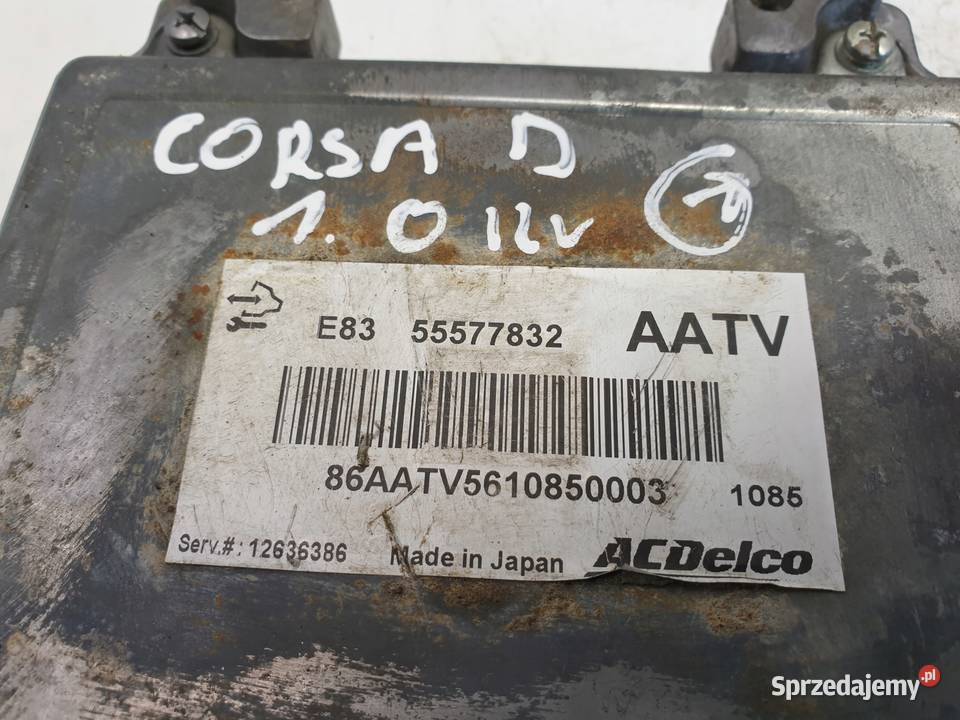 CORSA D
1.0 12V
E83 55577832 AATV
86AATV5610850003 1085
Serv.#: 12636386 Made in Japan ACDelco
Sprzedajemy.pl